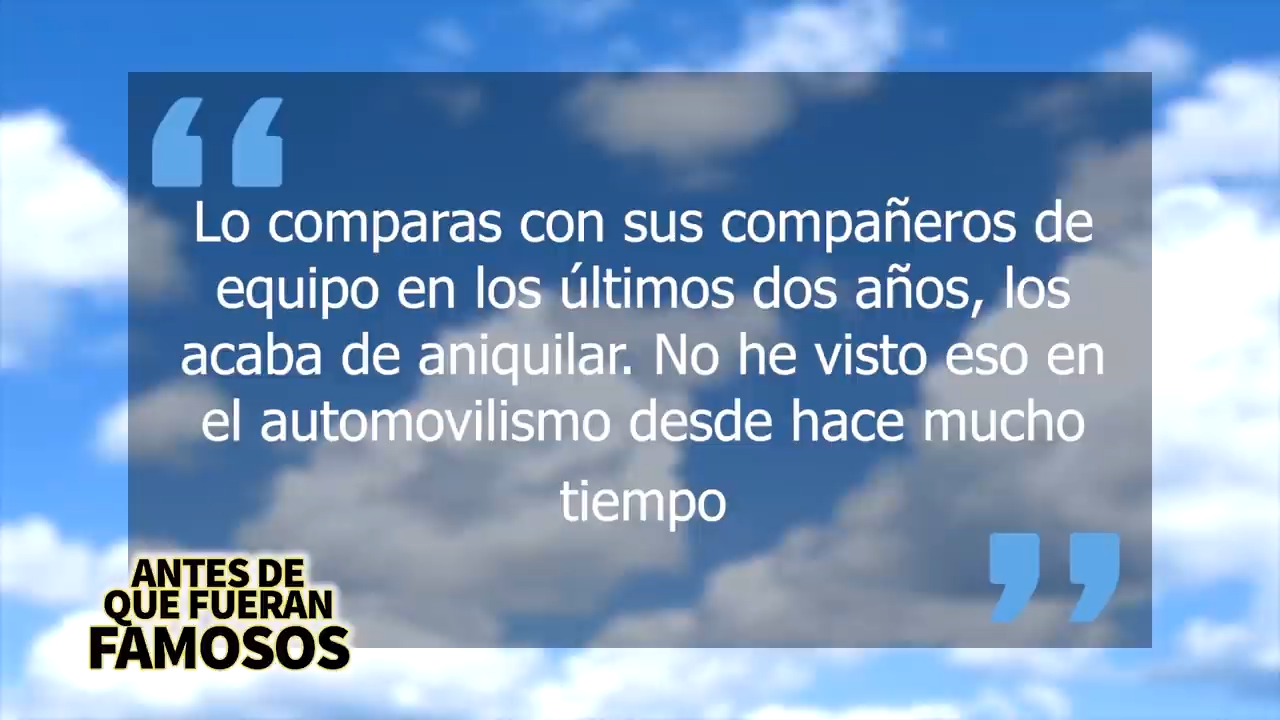 Lo comparas con sus compañeros de
equipo en los últimos dos años, los
acaba de aniquilar. No he visto eso en
el automovilismo desde hace mucho
tiempo
ANTES DE
QUE FUERAN
FAMOSOS